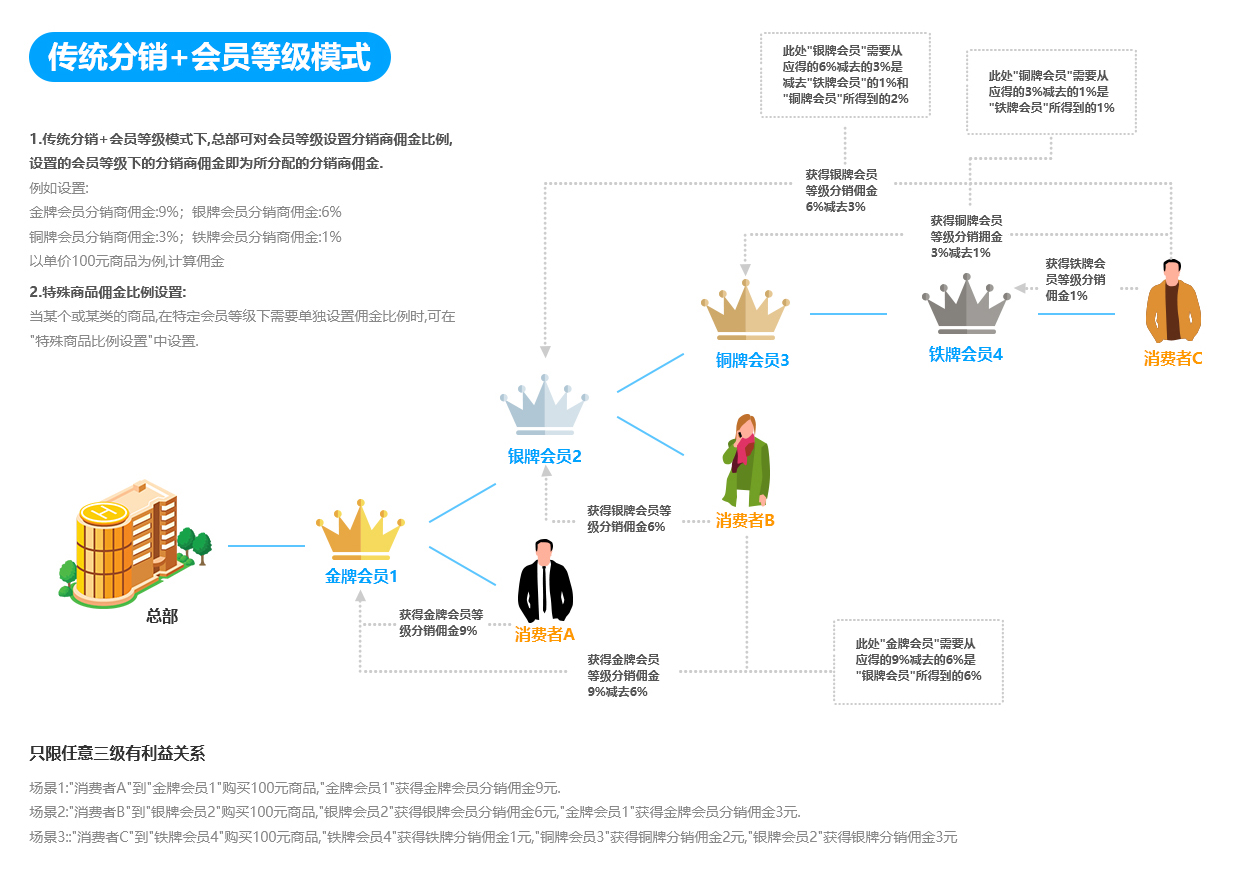 传统分销+会员等级模式
1.传统分销+会员等级模式下,总部可对会员等级设置分销商佣金比例,
设置的会员等级下的分销商佣金即为所分配的分销商佣金.
例如设置:
金牌会员分销商佣金:9%；银牌会员分销商佣金:6%
铜牌会员分销商佣金:3%；铁牌会员分销商佣金:1%
以单价100元商品为例,计算佣金
2.特殊商品佣金比例设置:
当某个或某类的商品,在特定会员等级下需要单独设置佣金比例时,可在
"特殊商品比例设置"中设置.
此处"银牌会员"需要从
应得的6%减去的3%是
减去"铁牌会员"的1%和
"铜牌会员"所得到的2%
此处"铜牌会员"需要从
应得的3%减去的1%是
"铁牌会员"所得到的1%
获得银牌会员
等级分销佣金
6%减去3%
获得铜牌会员
等级分销拥金
3%减去1%
获得铁牌会
员等级分销
佣金1%
铜牌会员3
铁牌会员4
消费者C
银牌会员2
获得银牌会员等
级分销佣金6%
消费者B
金牌会员1
总部
获得金牌会员等
级分销佣金9%
消费者A
获得金牌会员
等级分销佣金
9%减去6%
此处"金牌会员"需要从
应得的9%减去的6%是
"银牌会员"所得到的6%
只限任意三级有利益关系
场景1:"消费者A"到"金牌会员1"购买100元商品,"金牌会员1"获得金牌会员分销佣金9元.
场景2:"消费者B"到"银牌会员2"购买100元商品,"银牌会员2"获得银牌会员分销佣金6元,"金牌会员1"获得金牌会员分销佣金3元.
场景3::"消费者C"到"铁牌会员4"购买100元商品,"铁牌会员4"获得铁牌分销佣金1元,"铜牌会员3"获得铜牌分销佣金2元,"银牌会员2"获得银牌分销佣金3元